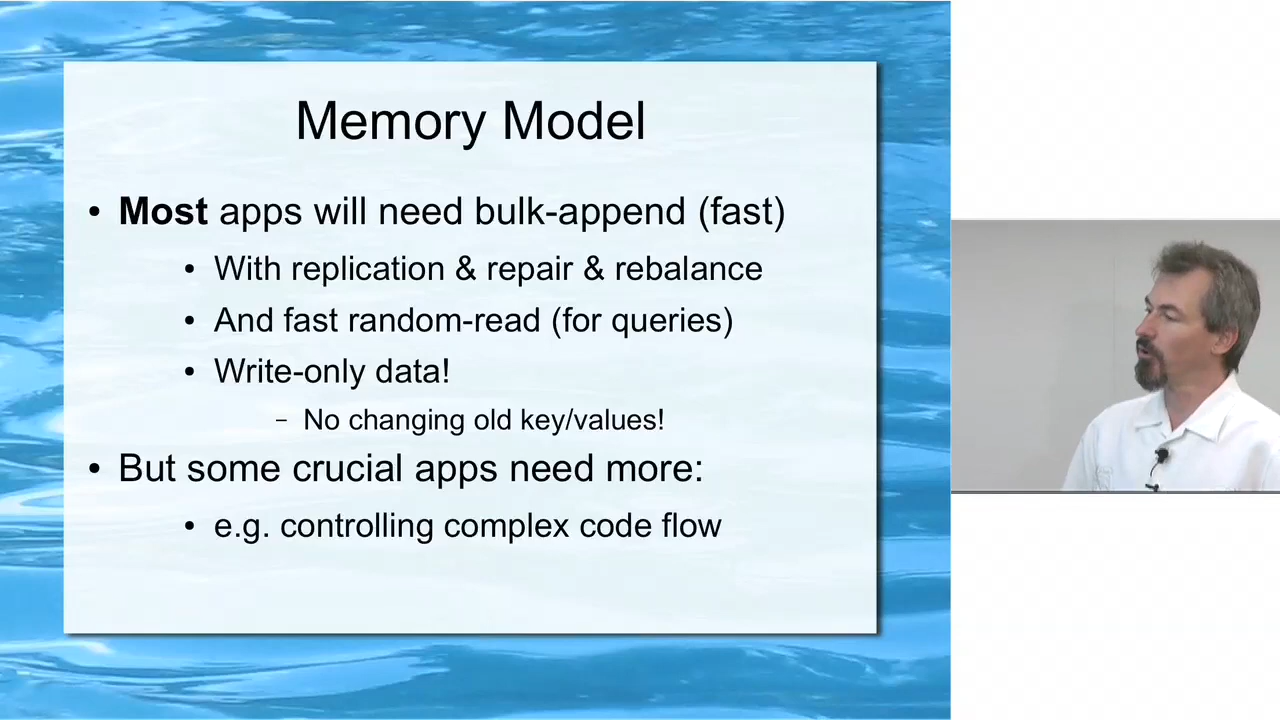 Memory Model
• Most apps will need bulk-append (fast)
• With replication & repair & rebalance
• And fast random-read (for queries)
• Write-only data!
– No changing old key/values!
• But some crucial apps need more:
• e.g. controlling complex code flow